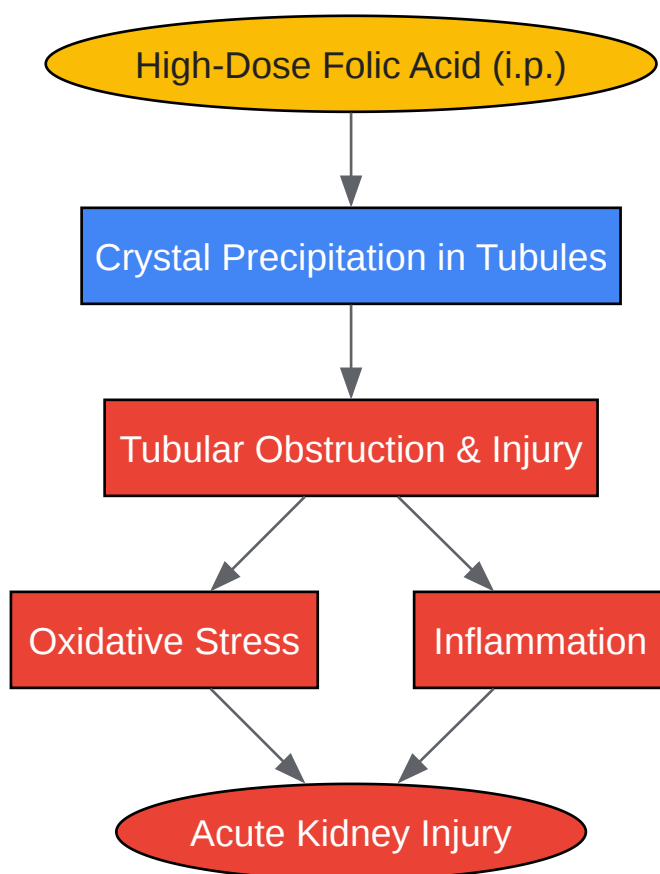 High-Dose Folic Acid (i.p.)
Crystal Precipitation in Tubules
Tubular Obstruction & Injury
Oxidative Stress
Inflammation
Acute Kidney Injury